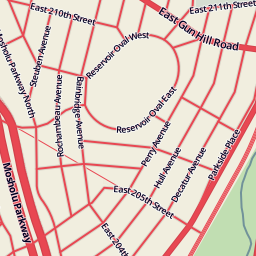 East 210th Street
East 211th Street
East Gun Hill Road
Mosholu Parkway North
Steuben Avenue
Reservoir Oval West
Rochambeau Avenue
Bainbridge Avenue
Reservoir Oval East
Perry Avenue
Hull Avenue
Decatur Avenue
Parkside Place
Mosholu Parkway
East 205th Street
East 204th